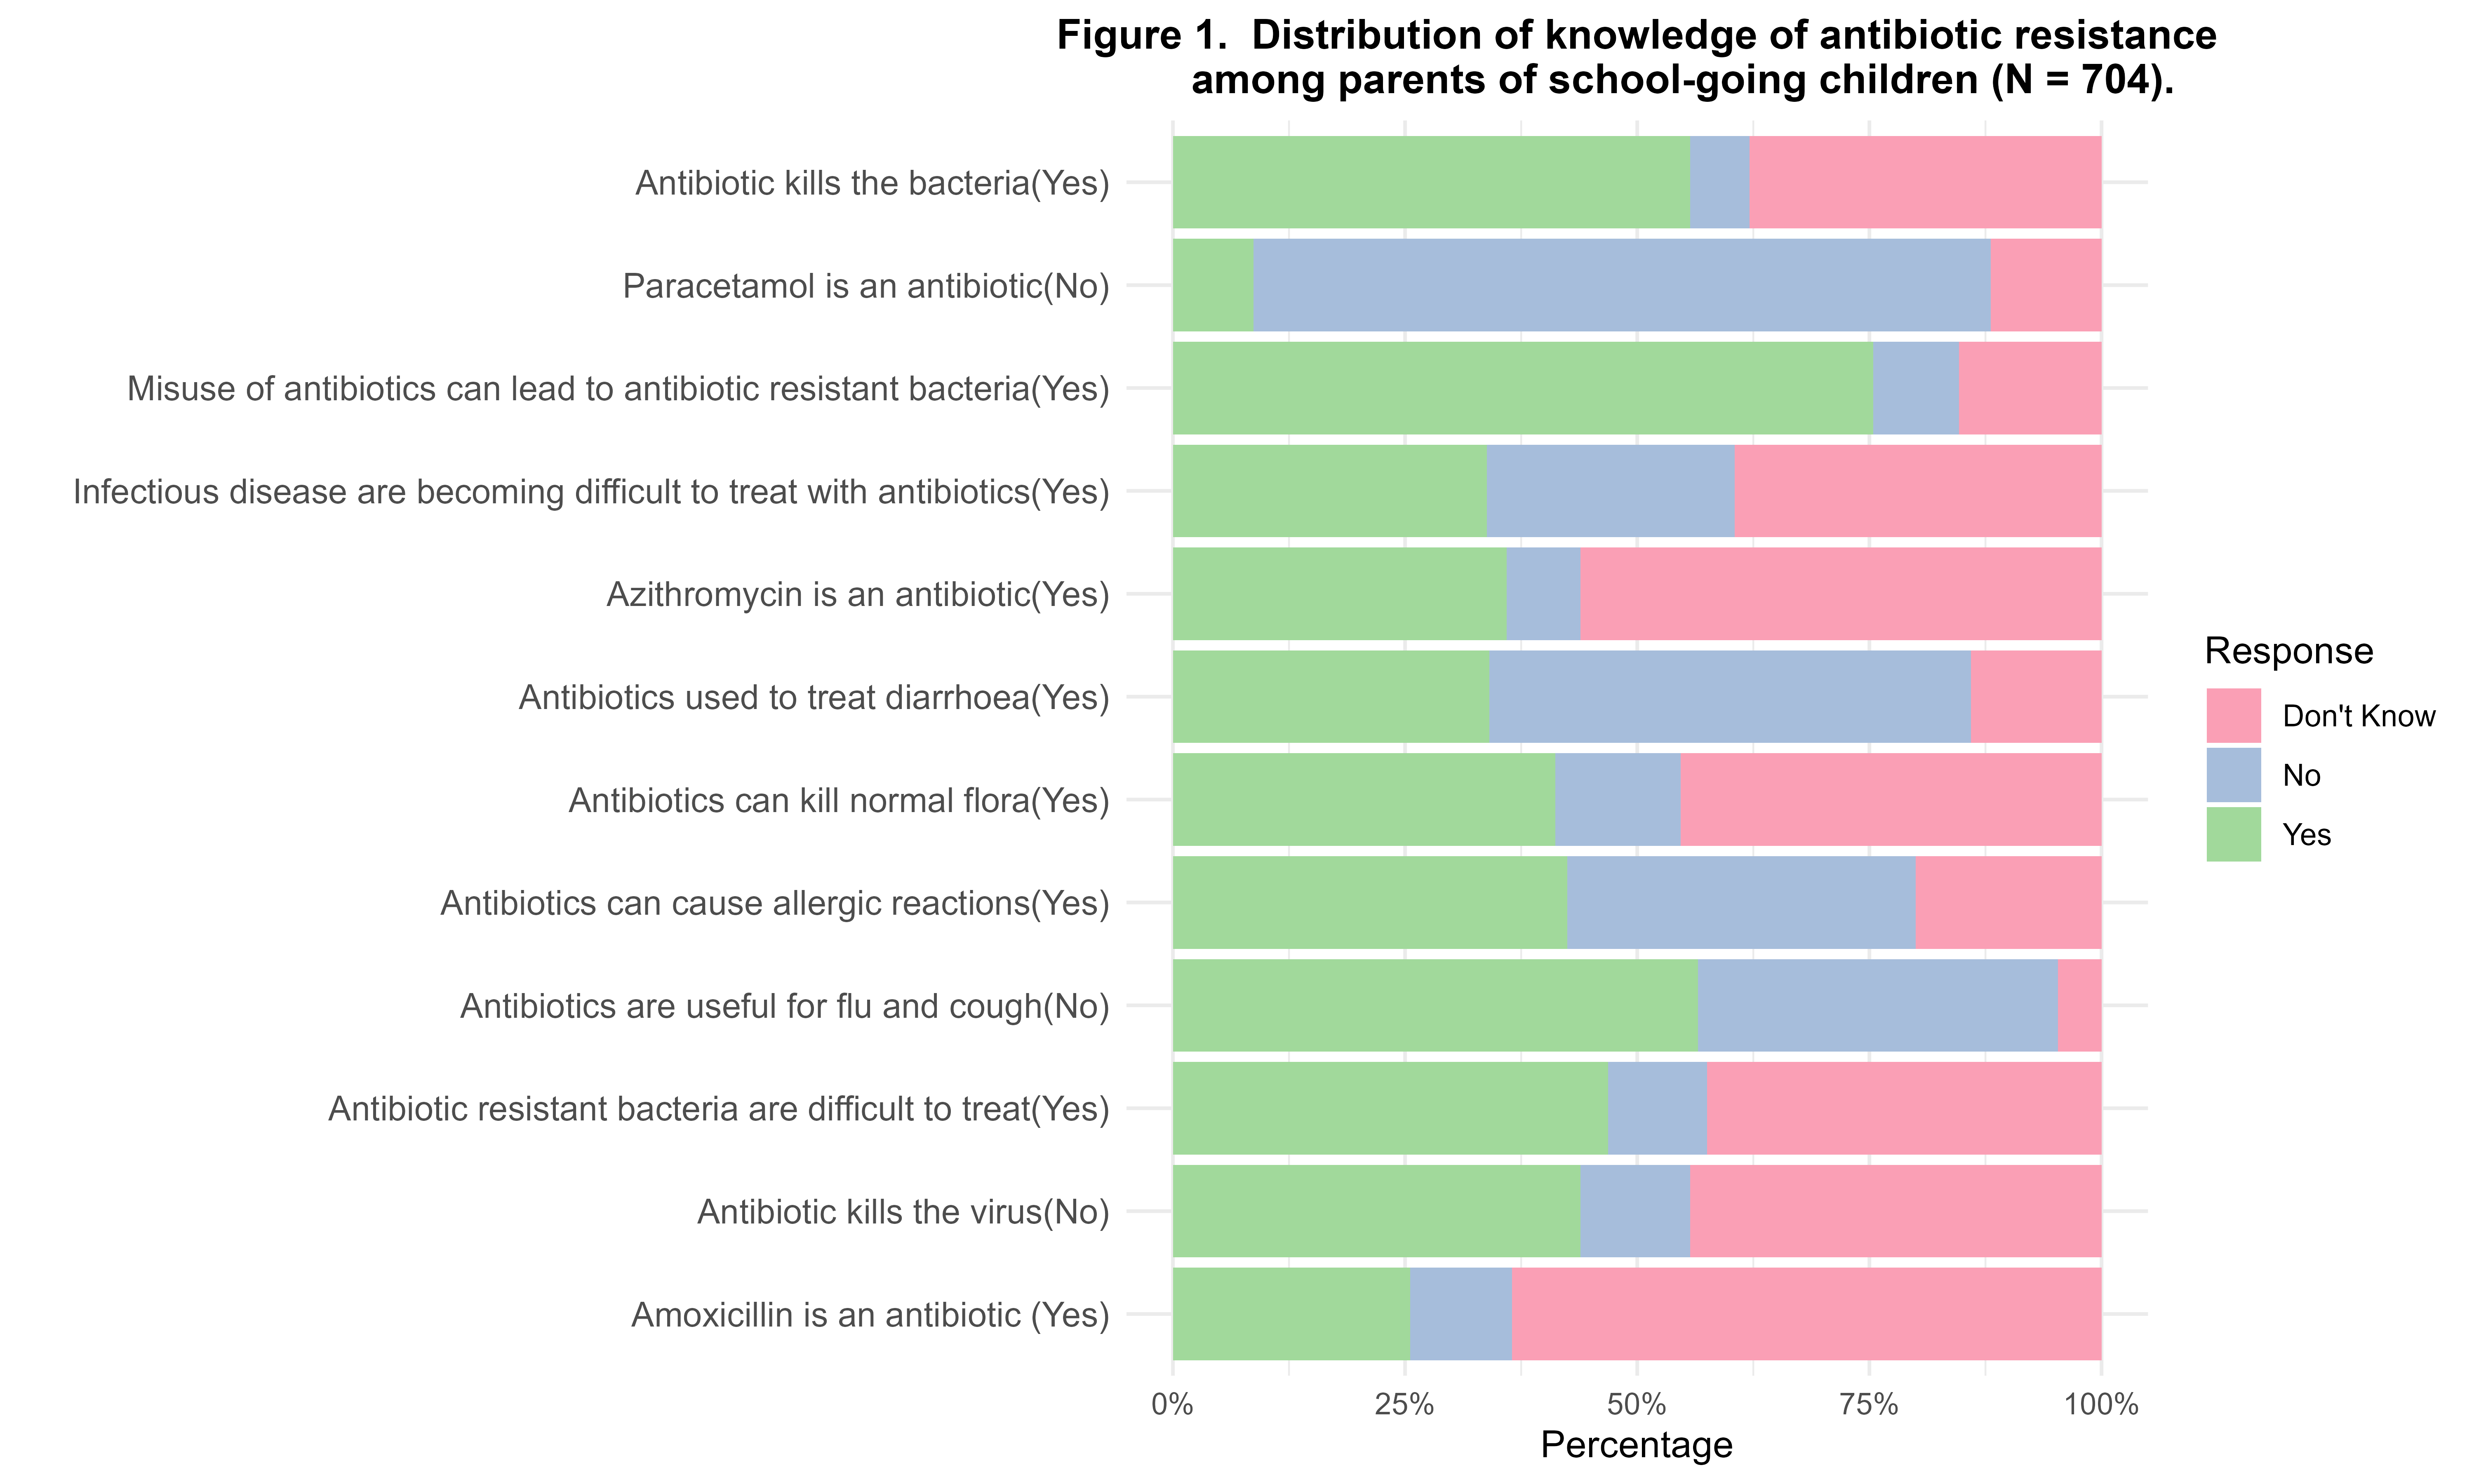 Figure 1.  Distribution of knowledge of antibiotic resistance
among parents of school-going children (N = 704).
Antibiotic kills the bacteria(Yes)
Paracetamol is an antibiotic(No)
Misuse of antibiotics can lead to antibiotic resistant bacteria(Yes)
Infectious disease are becoming difficult to treat with antibiotics(Yes)
Azithromycin is an antibiotic(Yes)
Antibiotics used to treat diarrhoea(Yes)
Antibiotics can kill normal flora(Yes)
Antibiotics can cause allergic reactions(Yes)
Antibiotics are useful for flu and cough(No)
Antibiotic resistant bacteria are difficult to treat(Yes)
Antibiotic kills the virus(No)
Amoxicillin is an antibiotic (Yes)
0% 25% 50% 75% 100%
Percentage
Response
Don't Know
No
Yes